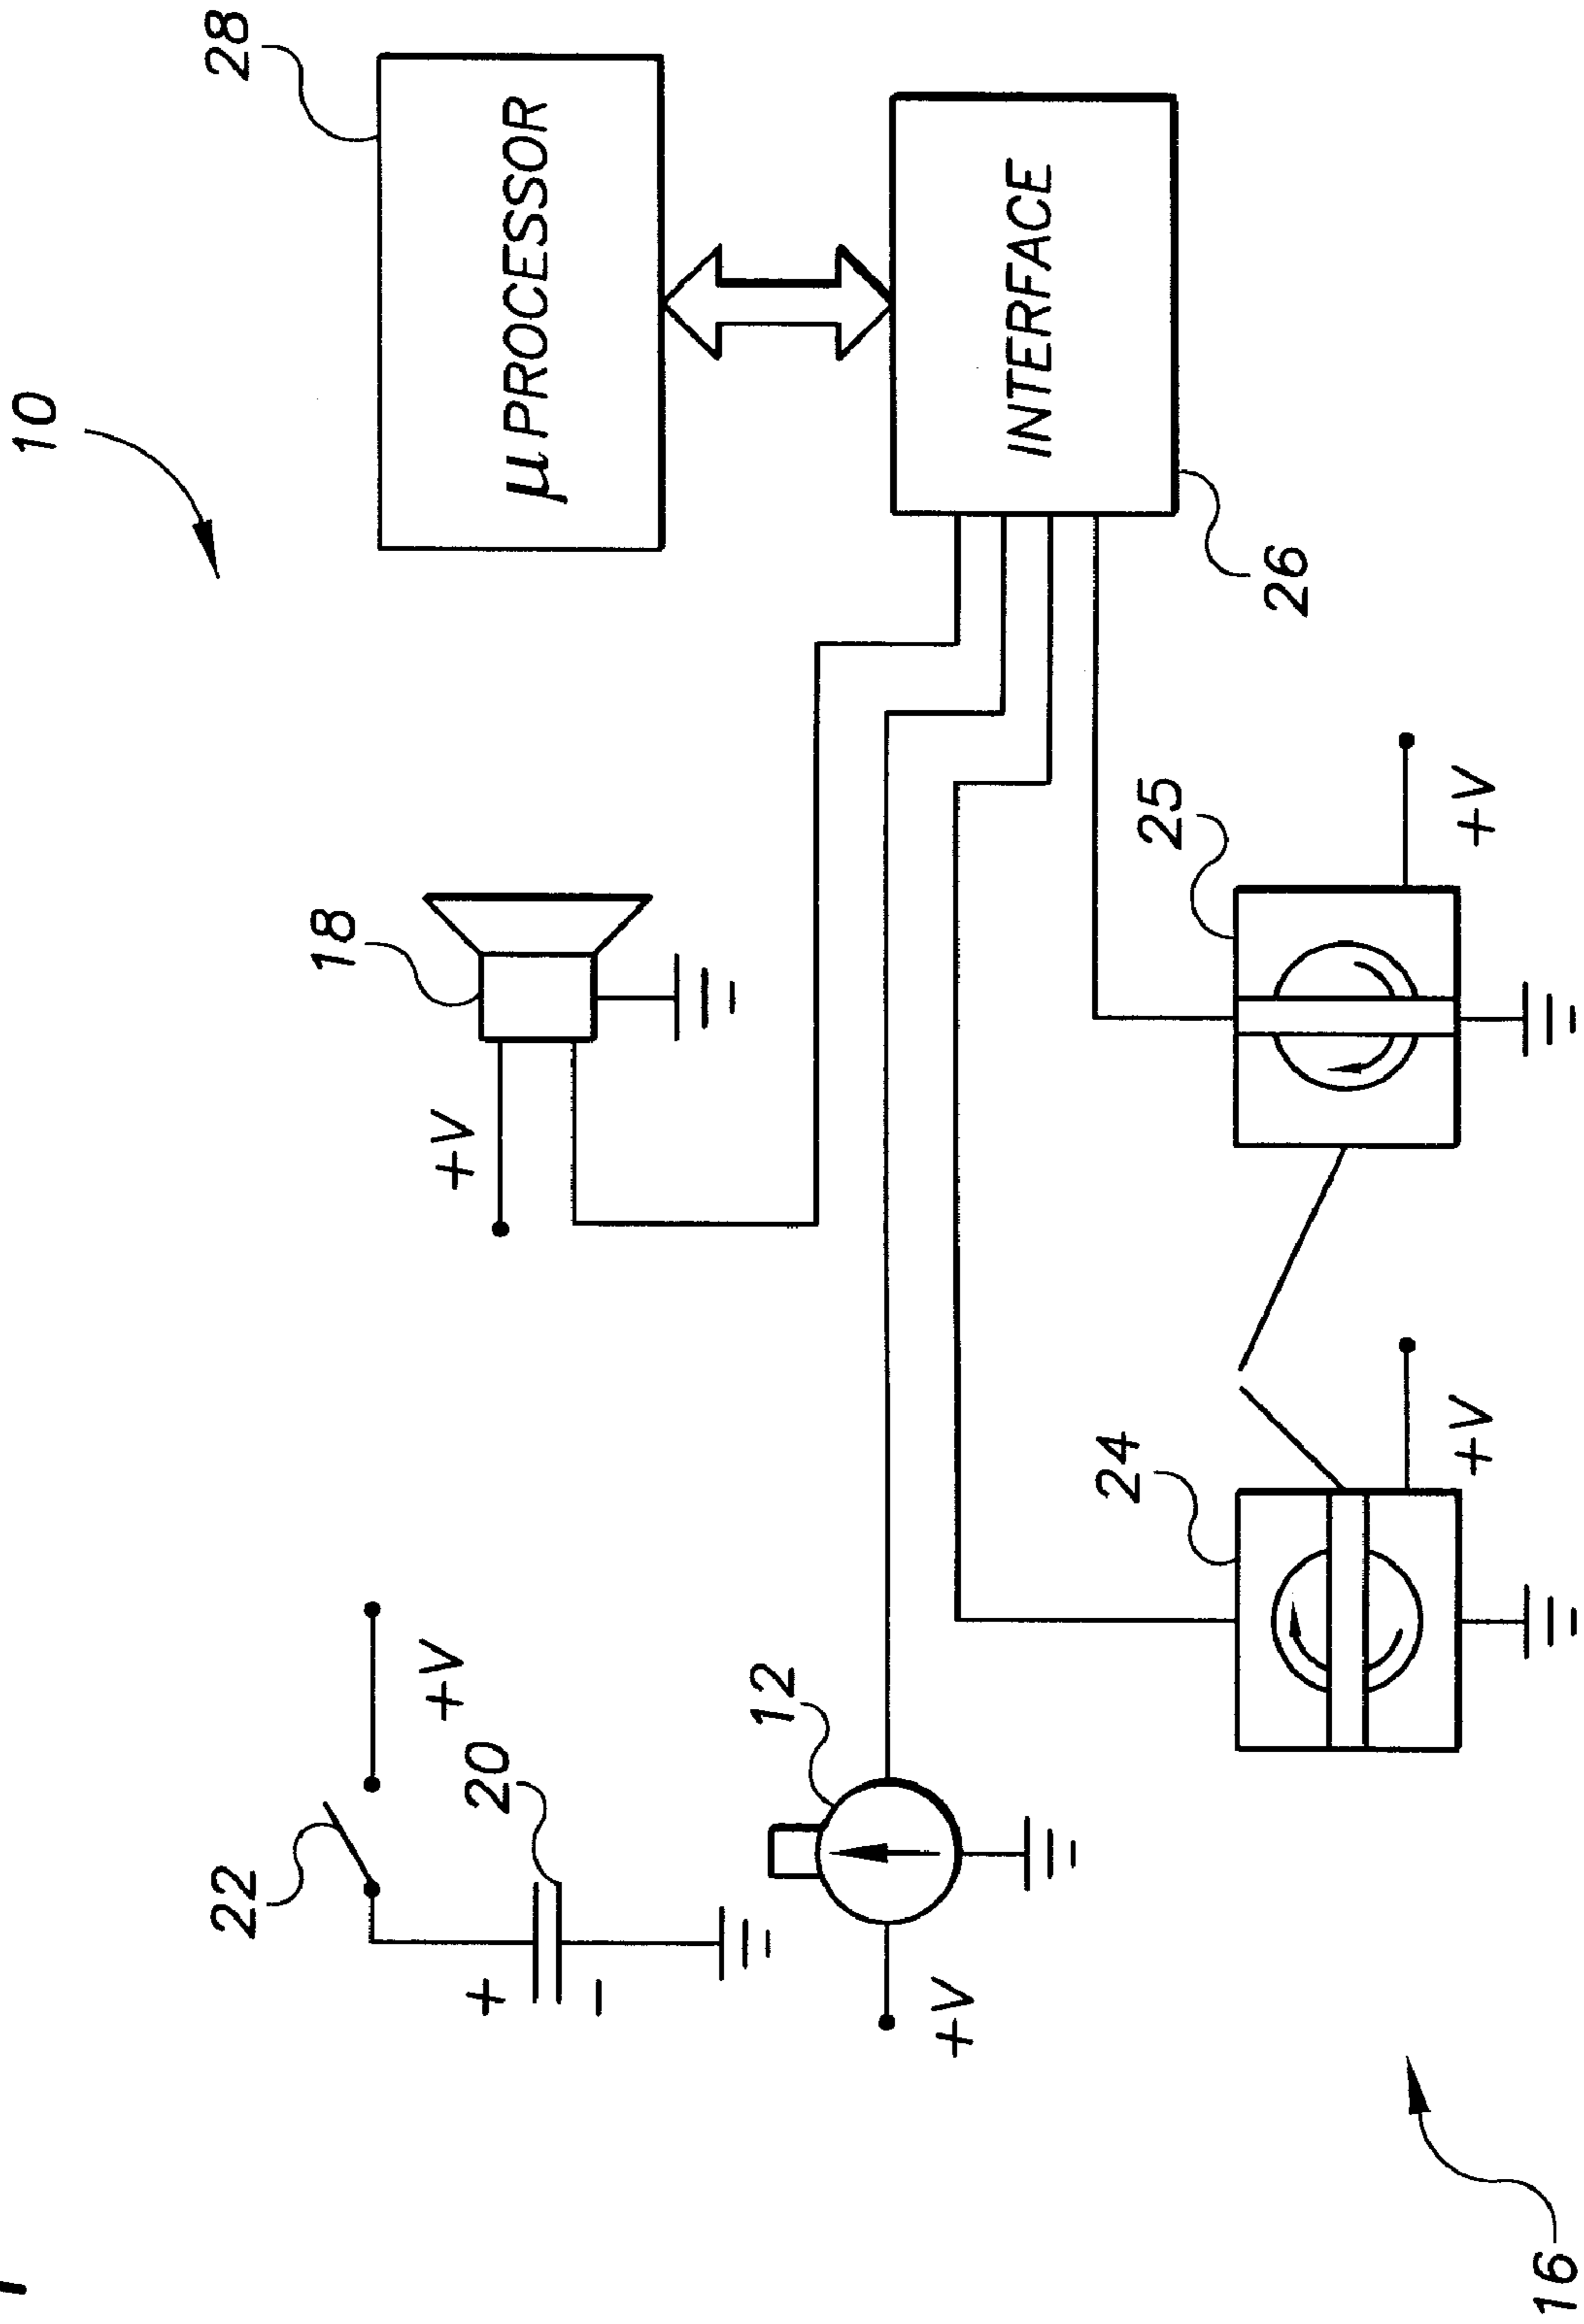 10
28
μPROCESSOR
18
+V
22
+V
+
20
−
12
+V
INTERFACE
26
25
+V
24
+V
16